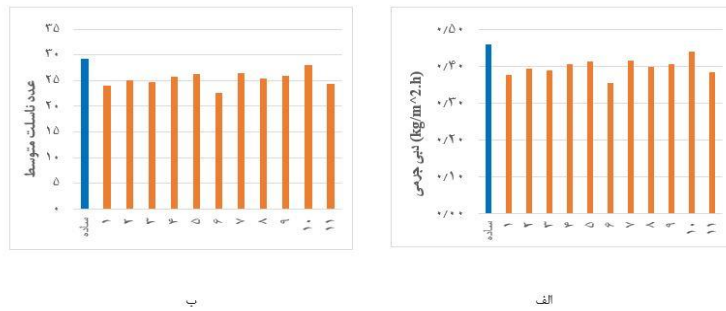 ۰/۵۰
۰/۴۰
۰/۳۰
۰/۲۰
۰/۱۰
۰/۰۰
دبی جرمی (kg/m^2.h)
ساده ۱ ۲ ۳ ۴ ۵ ۶ ۷ ۸ ۹ ۱۰ ۱۱
الف
۳۵
۳۰
۲۵
۲۰
۱۵
۱۰
۵
۰
عدد ناسلت متوسط
ساده ۱ ۲ ۳ ۴ ۵ ۶ ۷ ۸ ۹ ۱۰ ۱۱
ب